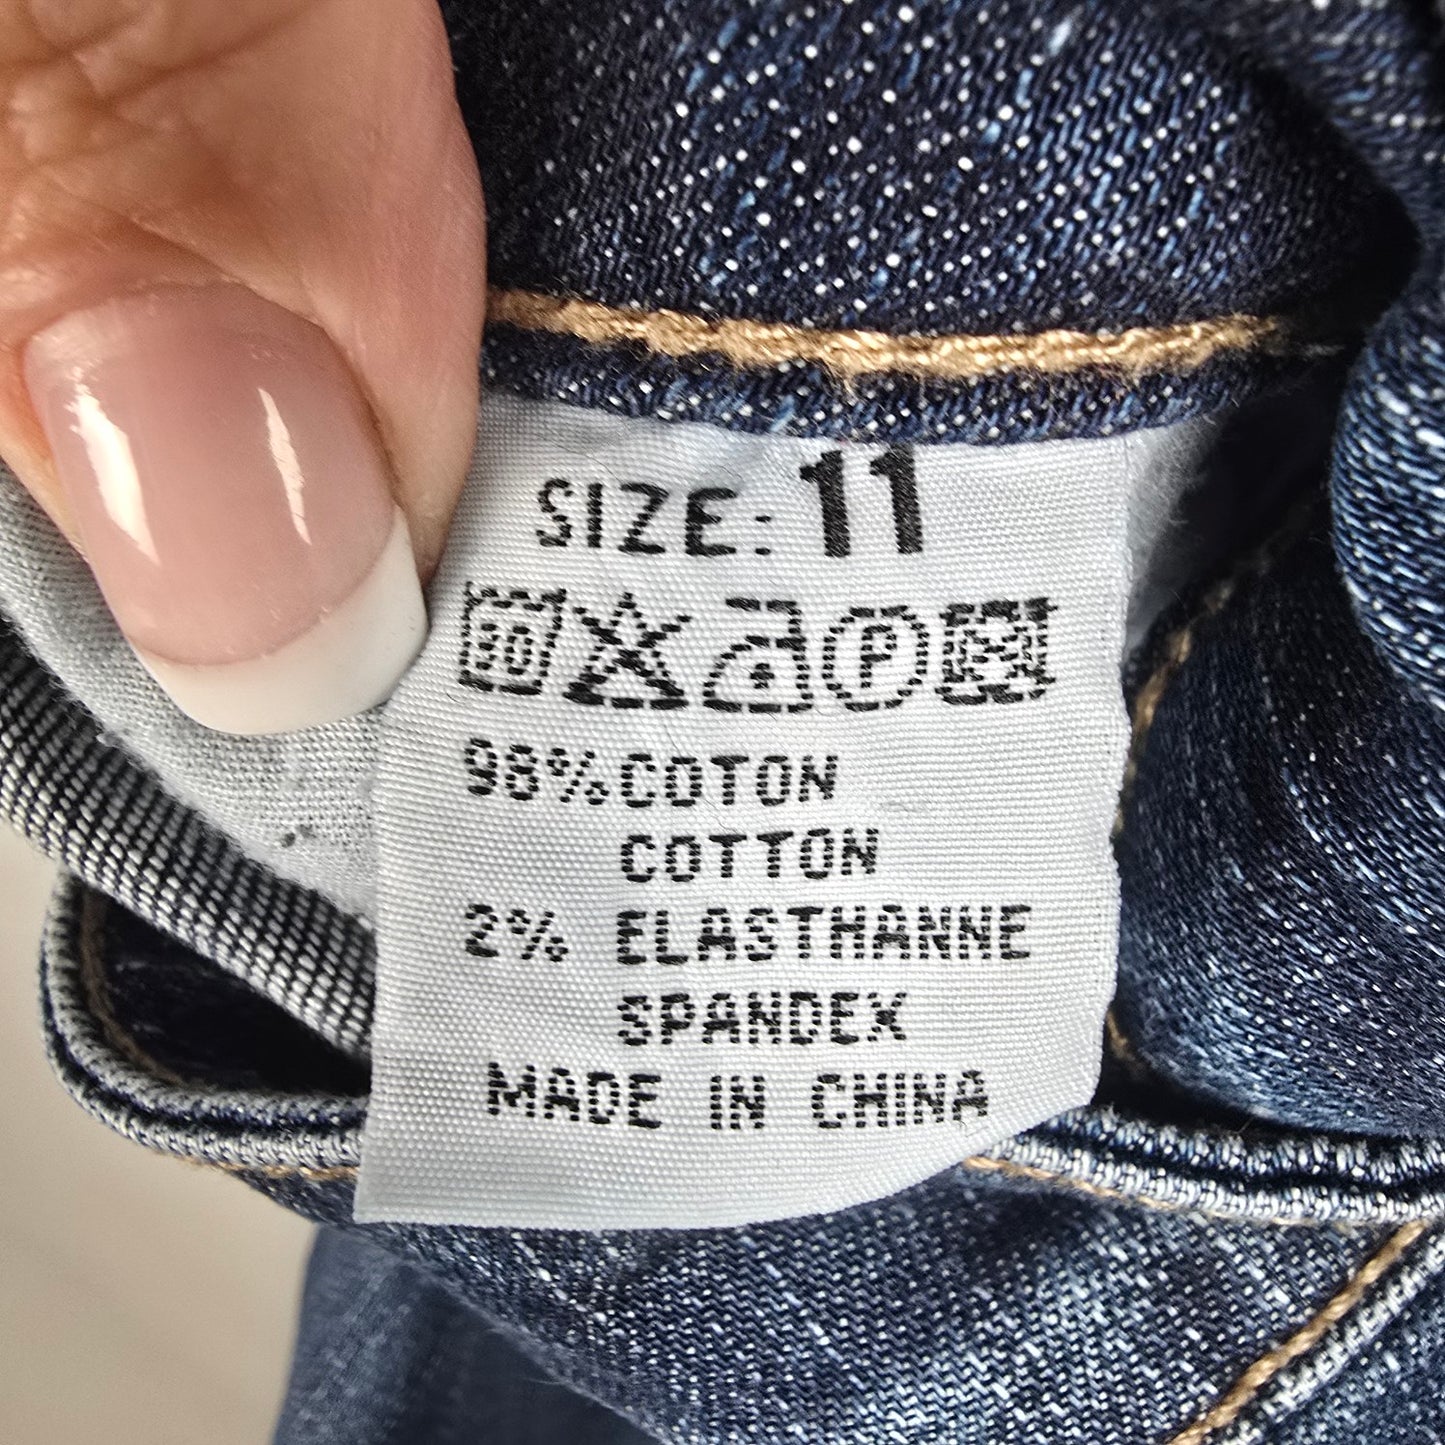 SIZE: 11
30 P
98% COTON
COTTON
2% ELASTHANNE
SPANDEX
MADE IN CHINA